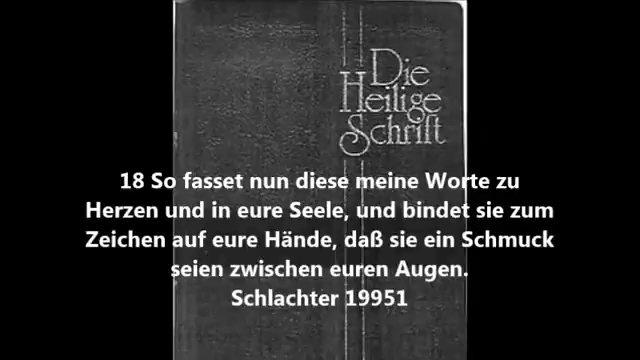 Die
Heilige
Schrift
18 So fasset nun diese meine Worte zu
Herzen und in eure Seele, und bindet sie zum
Zeichen auf eure Hände, daß sie ein Schmuck
seien zwischen euren Augen.
Schlachter 19951